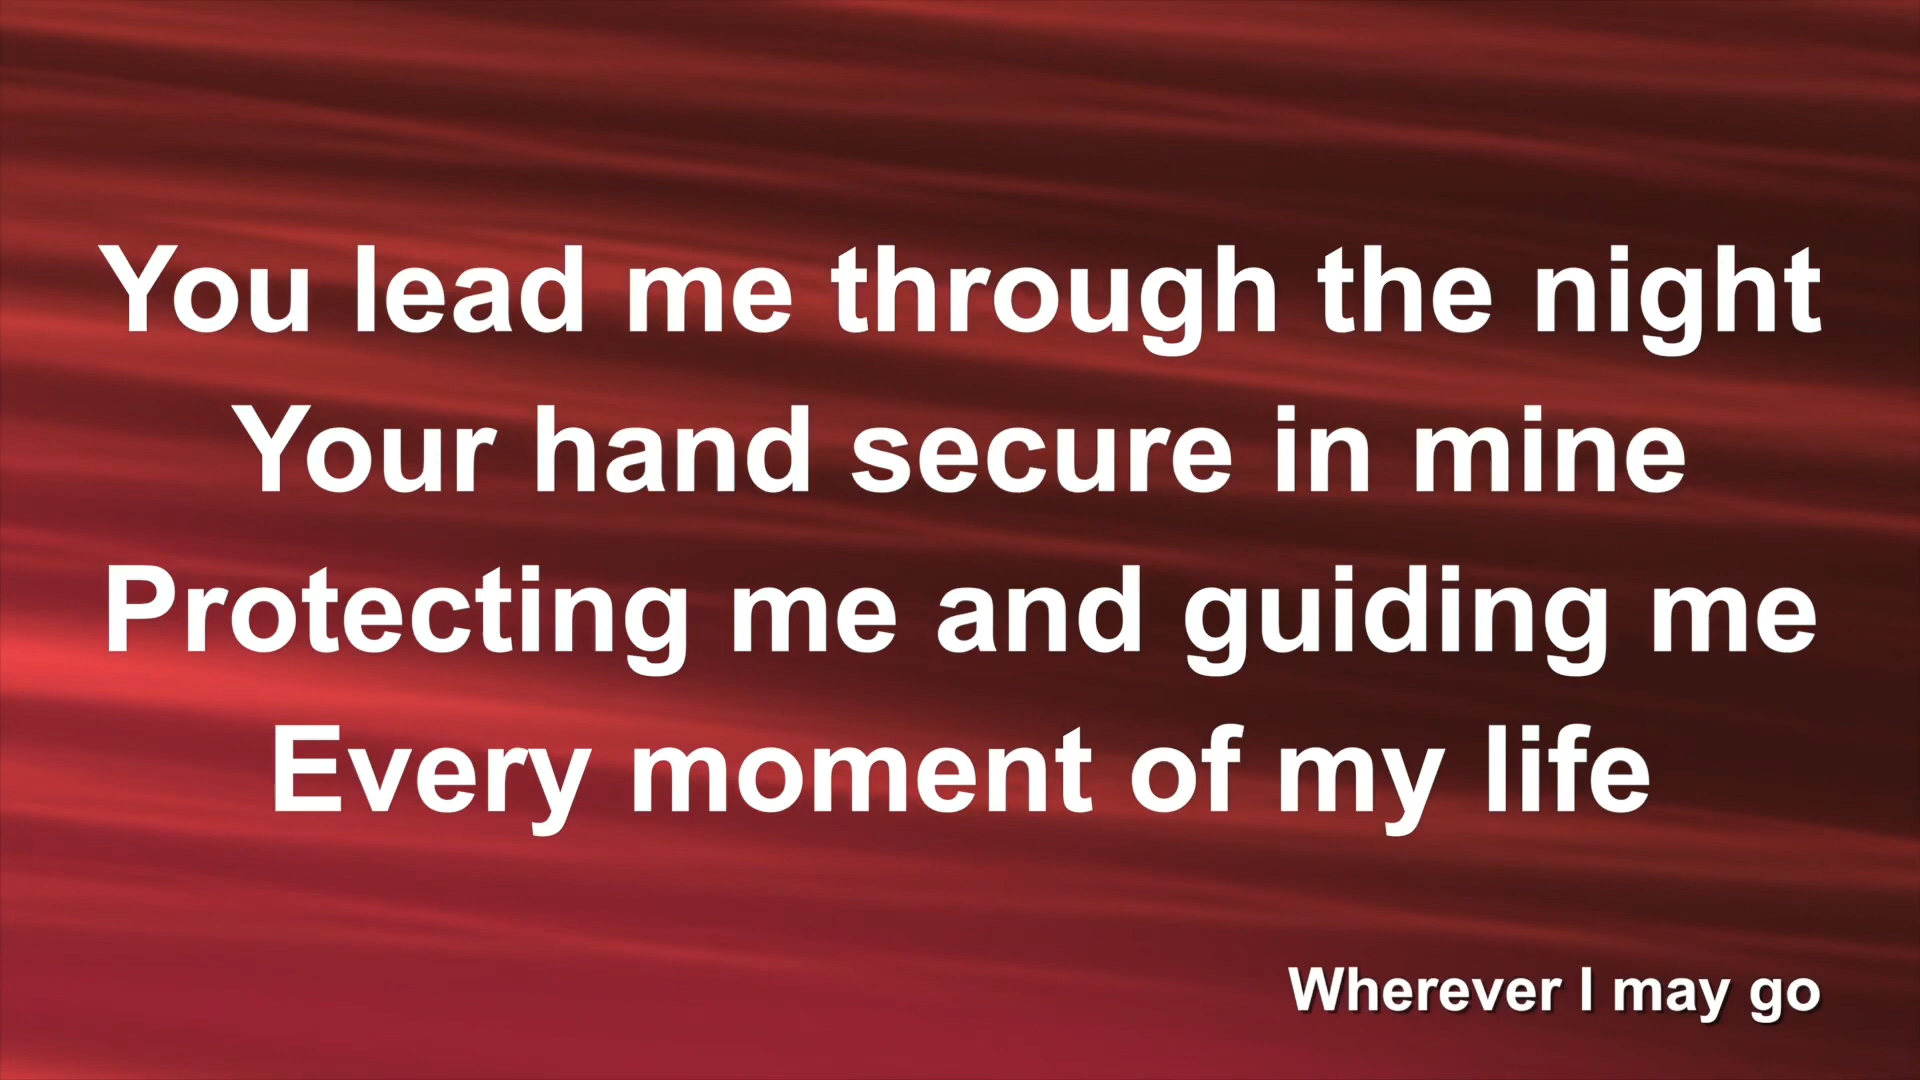 You lead me through the night
Your hand secure in mine
Protecting me and guiding me
Every moment of my life
Wherever I may go